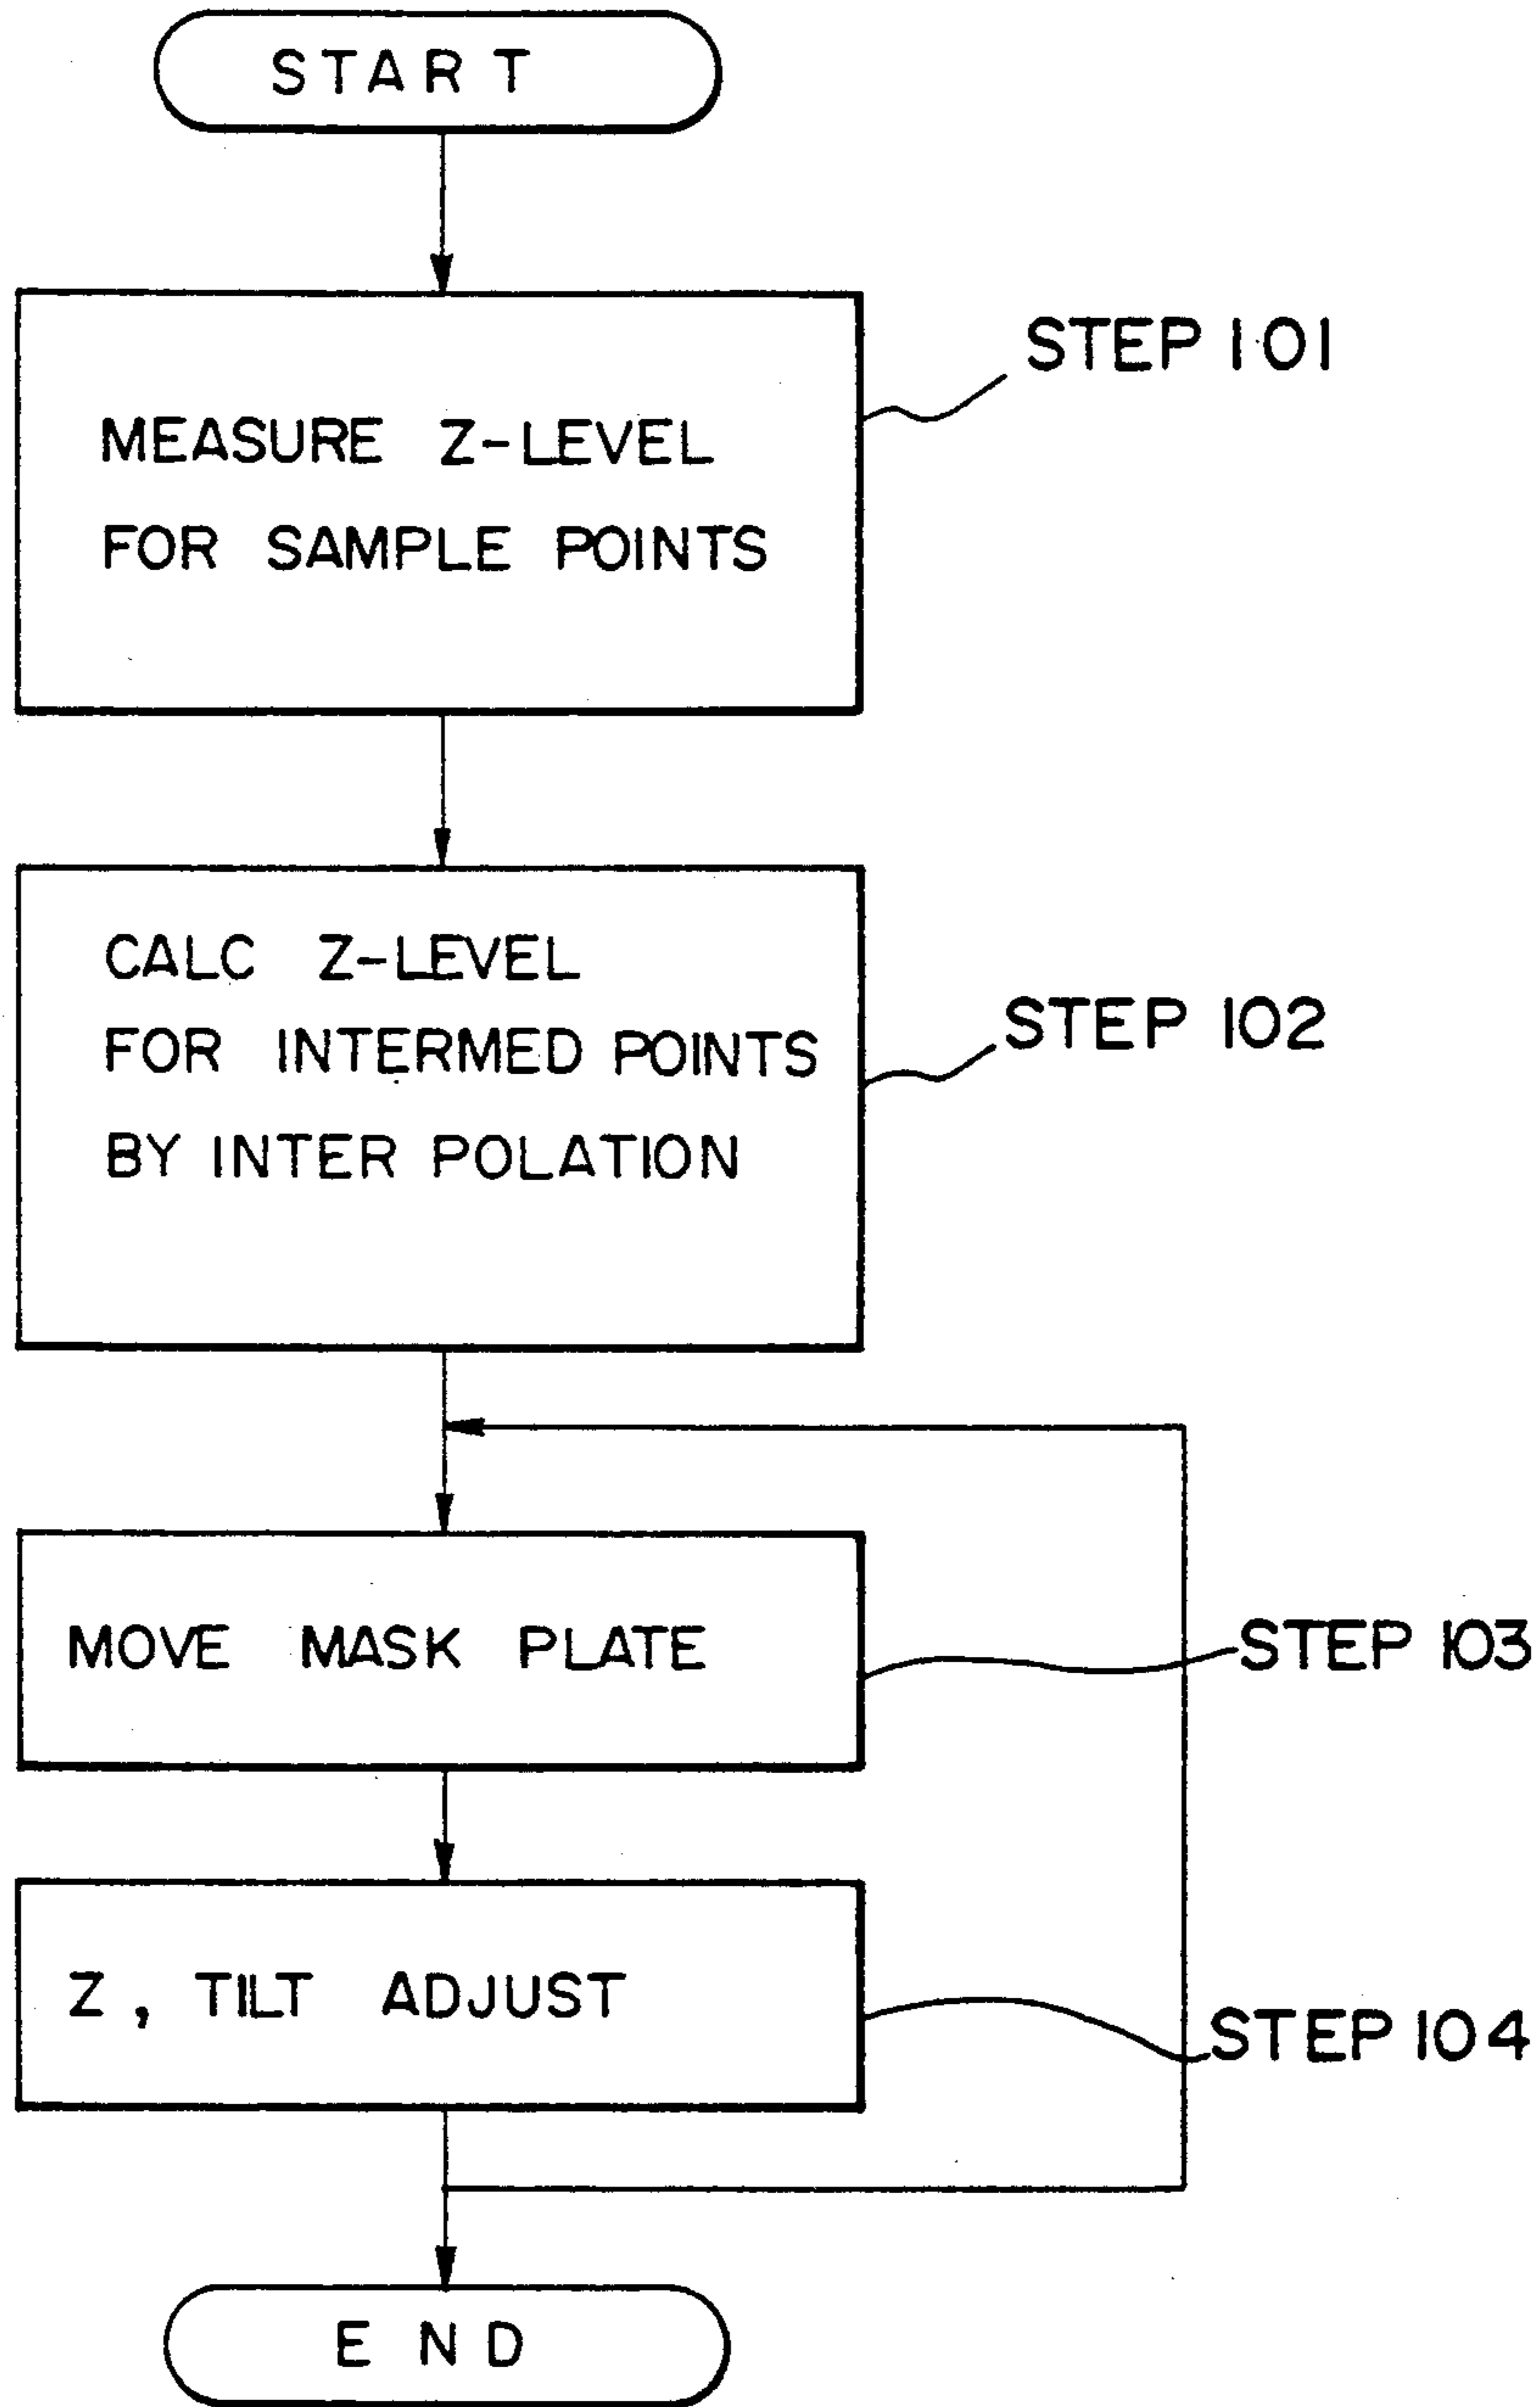 START
STEP 101
MEASURE Z-LEVEL
FOR SAMPLE POINTS
CALC Z-LEVEL
FOR INTERMED POINTS
BY INTER POLATION
STEP 102
MOVE MASK PLATE
STEP 103
Z, TILT ADJUST
STEP 104
END